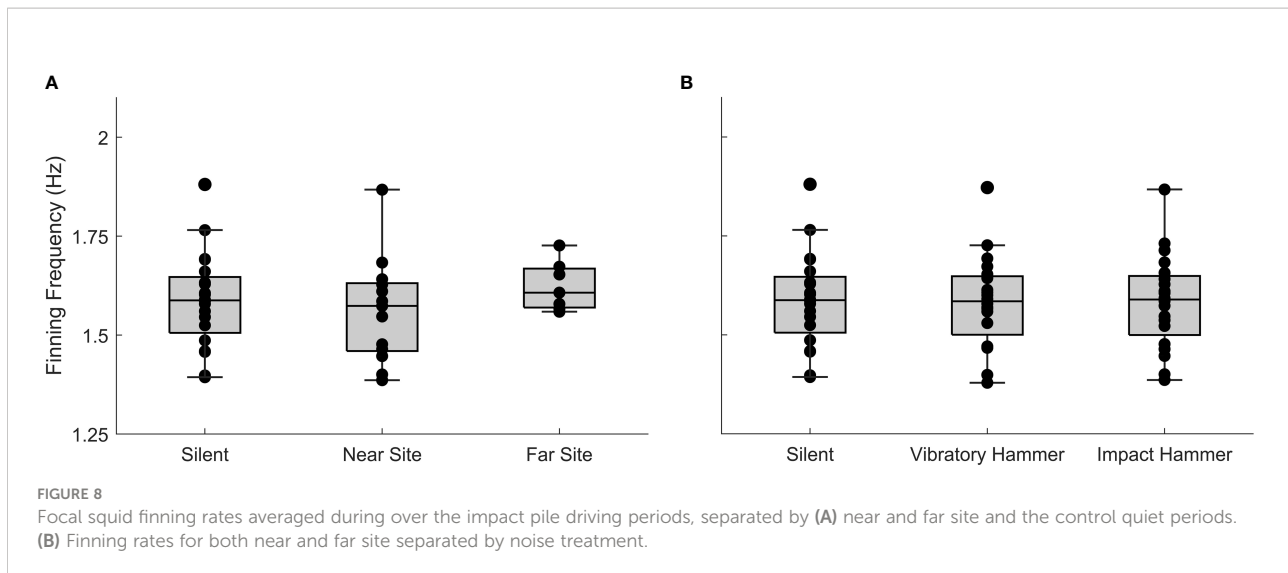 A
B
Finning Frequency (Hz)
2
1.75
1.5
1.25
Silent
Near Site
Far Site
Silent
Vibratory Hammer
Impact Hammer
FIGURE 8
Focal squid finning rates averaged during over the impact pile driving periods, separated by (A) near and far site and the control quiet periods.
(B) Finning rates for both near and far site separated by noise treatment.